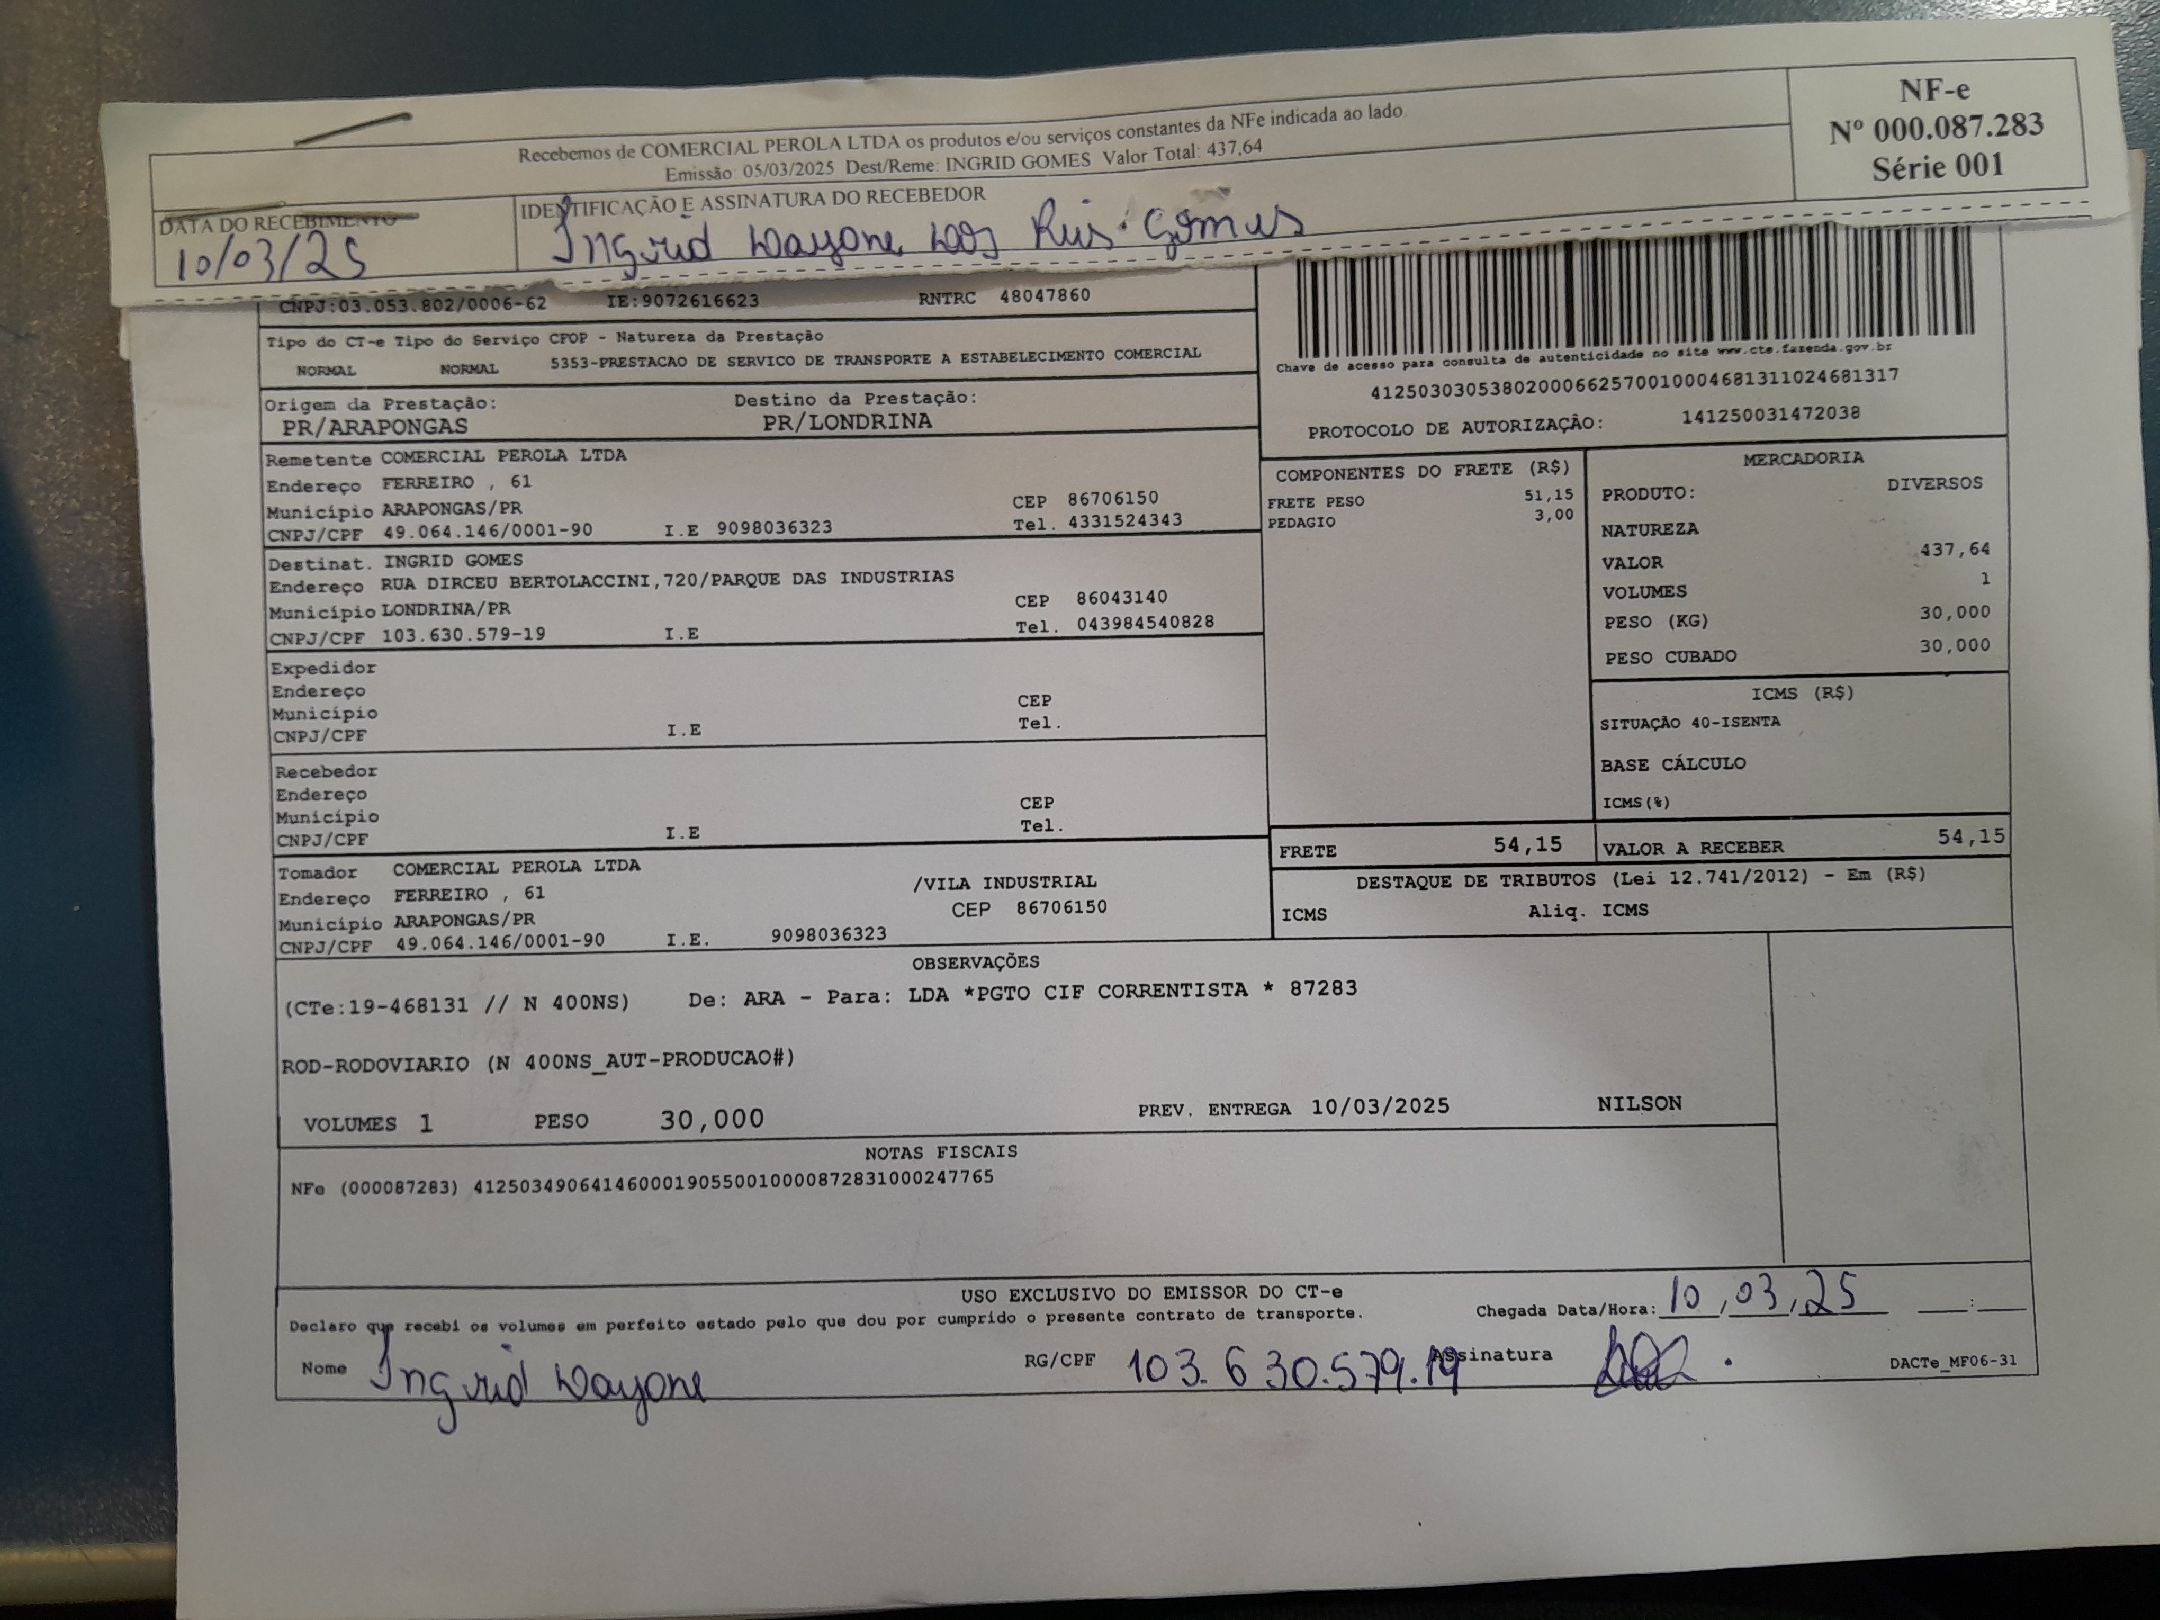 Recebemos de COMERCIAL PEROLA LTDA os produtos e/ou serviços constantes da NFe indicada ao lado.
Emissão: 05/03/2025 Dest/Reme: INGRID GOMES Valor Total: 437,64
NF-e
Nº 000.087.283
Série 001
DATA DO RECEBIMENTO
10/03/25
IDENTIFICAÇÃO E ASSINATURA DO RECEBEDOR
Ingrid Dayone dos Reis Gomes
CNPJ:03.053.802/0006-62 IE:9072616623 RNTRC 48047860
Tipo do CT-e Tipo do Serviço CFOP - Natureza da Prestação
NORMAL NORMAL 5353-PRESTACAO DE SERVICO DE TRANSPORTE A ESTABELECIMENTO COMERCIAL
Chave de acesso para consulta de autenticidade no site www.cte.fazenda.gov.br
41250303053802000662570010004681311024681317
PROTOCOLO DE AUTORIZAÇÃO: 141250031472038
Origem da Prestação: Destino da Prestação:
PR/ARAPONGAS PR/LONDRINA
Remetente COMERCIAL PEROLA LTDA
Endereço FERREIRO , 61
Município ARAPONGAS/PR CEP 86706150
CNPJ/CPF 49.064.146/0001-90 I.E 9098036323 Tel. 4331524343
Destinat. INGRID GOMES
Endereço RUA DIRCEU BERTOLACCINI,720/PARQUE DAS INDUSTRIAS
Município LONDRINA/PR CEP 86043140
CNPJ/CPF 103.630.579-19 I.E Tel. 043984540828
Expedidor
Endereço
Município CEP
CNPJ/CPF I.E Tel.
Recebedor
Endereço
Município CEP
CNPJ/CPF I.E Tel.
Tomador COMERCIAL PEROLA LTDA
Endereço FERREIRO , 61 /VILA INDUSTRIAL
Município ARAPONGAS/PR CEP 86706150
CNPJ/CPF 49.064.146/0001-90 I.E. 9098036323
COMPONENTES DO FRETE (R$)
FRETE PESO 51,15
PEDAGIO 3,00
MERCADORIA
PRODUTO: DIVERSOS
NATUREZA
VALOR 437,64
VOLUMES 1
PESO (KG) 30,000
PESO CUBADO 30,000
ICMS (R$)
SITUAÇÃO 40-ISENTA
BASE CÁLCULO
ICMS(%)
FRETE 54,15 VALOR A RECEBER 54,15
DESTAQUE DE TRIBUTOS (Lei 12.741/2012) - Em (R$)
ICMS Aliq. ICMS
OBSERVAÇÕES
(CTe:19-468131 // N 400NS) De: ARA - Para: LDA *PGTO CIF CORRENTISTA * 87283
ROD-RODOVIARIO (N 400NS_AUT-PRODUCAO#)
VOLUMES 1 PESO 30,000 PREV. ENTREGA 10/03/2025 NILSON
NOTAS FISCAIS
NFe (000087283) 41250349064146000190550010000872831000247765
USO EXCLUSIVO DO EMISSOR DO CT-e
Declaro que recebi os volumes em perfeito estado pelo que dou por cumprido o presente contrato de transporte.
Chegada Data/Hora: 10/03/25 __:__
Nome Ingrid Dayone RG/CPF 103.630.579.19 Assinatura
DACTe_MF06-31